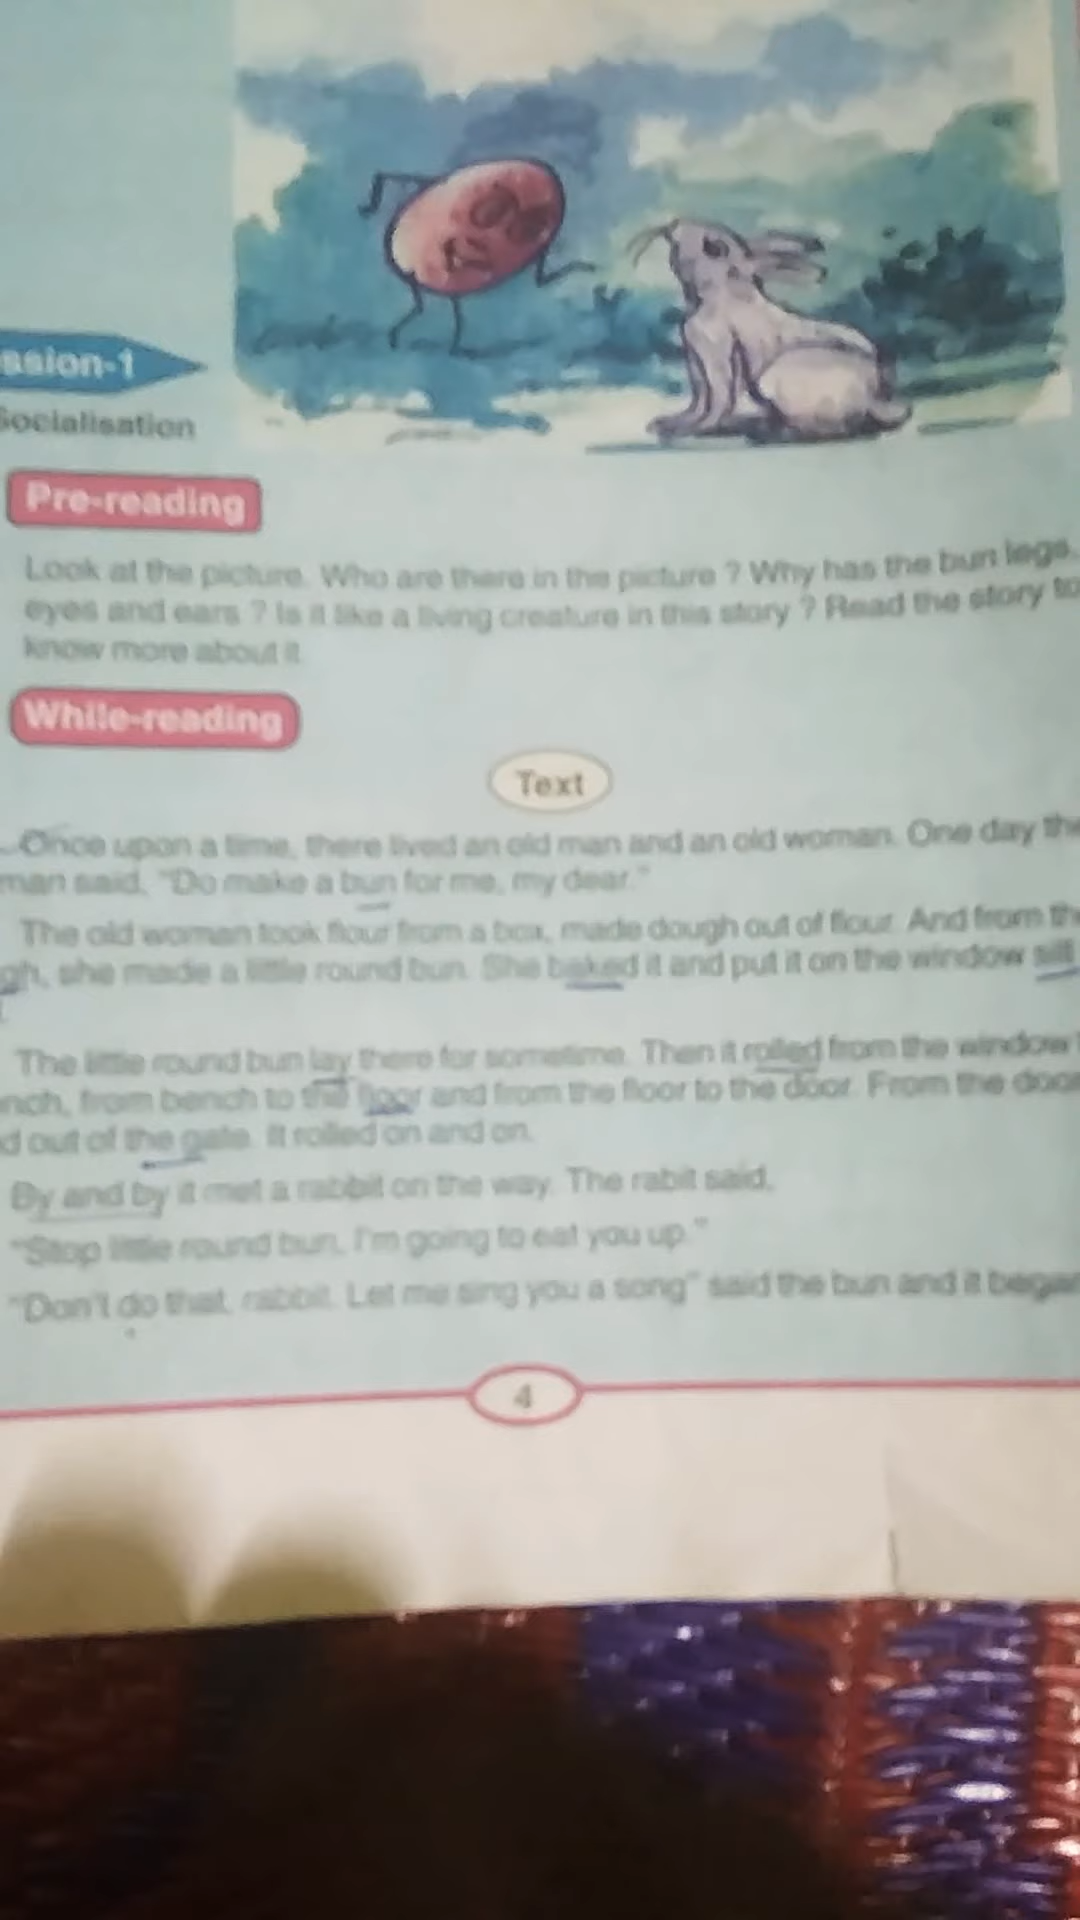 ssion-1
Socialisation
Pre-reading
Look at the picture. Who are there in the picture ? Why has the bun legs,
eyes and ears ? Is it like a living creature in this story ? Read the story to
know more about it
While-reading
Text
Once upon a time, there lived an old man and an old woman. One day the
man said, "Do make a bun for me, my dear."
The old woman took flour from a box, made dough out of flour. And from the
gh, she made a little round bun. She baked it and put it on the window sill
The little round bun lay there for sometime. Then it rolled from the window
nch, from bench to the floor and from the floor to the door. From the door
d out of the gate. It rolled on and on.
By and by it met a rabbit on the way. The rabit said,
"Stop little round bun, I'm going to eat you up."
"Don't do that, rabbit. Let me sing you a song" said the bun and it began
4